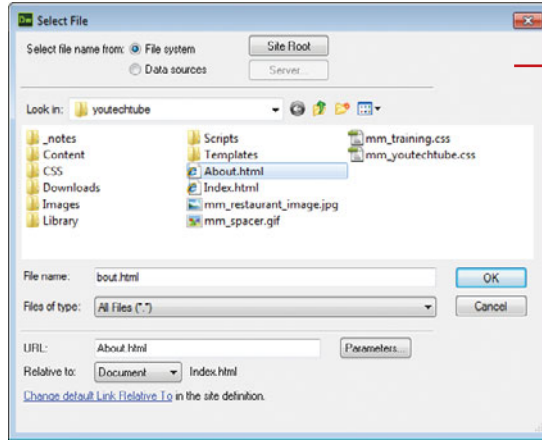 Dw Select File
Select file name from: File system Site Root
Data sources Server...
Look in: youtechtube
_notes Scripts mm_training.css
Content Templates mm_youtechtube.css
CSS About.html
Downloads Index.html
Images mm_restaurant_image.jpg
Library mm_spacer.gif
File name: bout.html OK
Files of type: All Files (*.*) Cancel
URL: About.html Parameters...
Relative to: Document Index.html
Change default Link Relative To in the site definition.